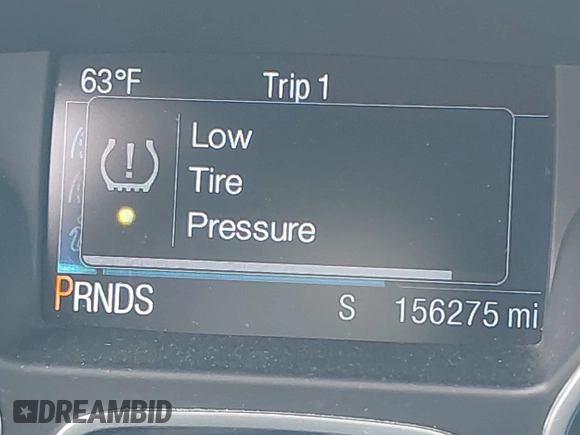 63°F Trip 1
Low
Tire
Pressure
PRNDS S 156275 mi
DREAMBID